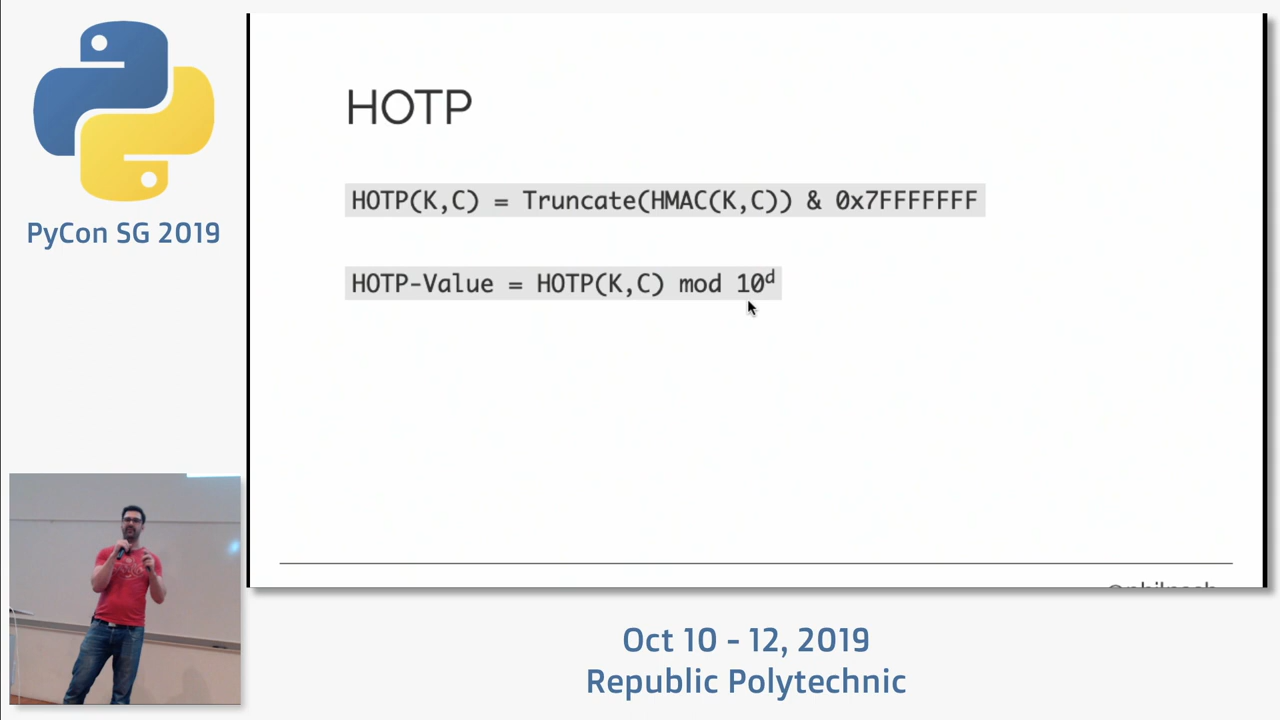 HOTP
HOTP(K,C) = Truncate(HMAC(K,C)) & 0x7FFFFFFF
HOTP-Value = HOTP(K,C) mod 10ᵈ
PyCon SG 2019
Oct 10 - 12, 2019
Republic Polytechnic